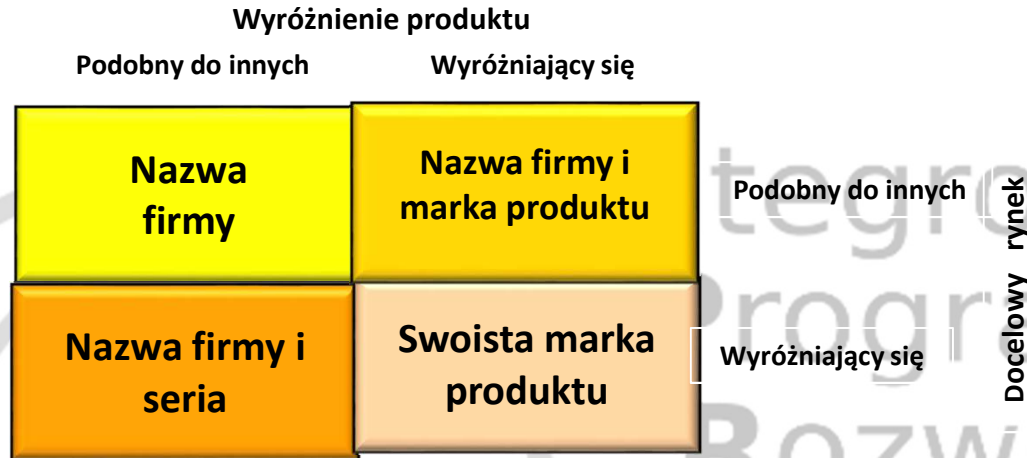 Wyróżnienie produktu
Podobny do innych
Wyróżniający się
Nazwa
firmy
Nazwa firmy i
marka produktu
Podobny do innych
Nazwa firmy i
seria
Swoista marka
produktu
Wyróżniający się
Docelowy rynek